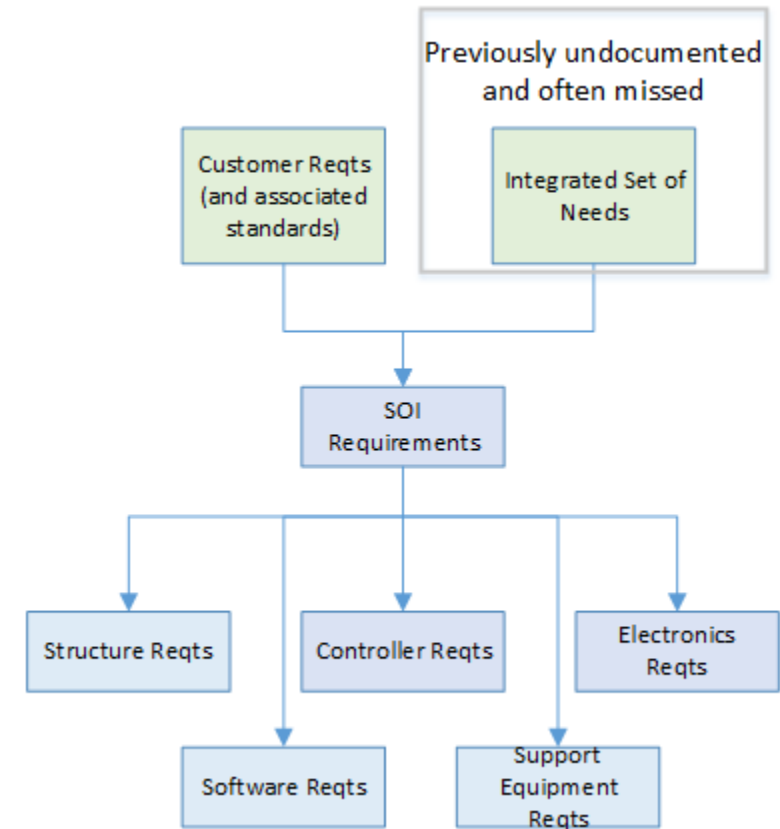 Previously undocumented
and often missed
Customer Reqts
(and associated
standards)
Integrated Set of
Needs
SOI
Requirements
Structure Reqts
Controller Reqts
Electronics
Reqts
Software Reqts
Support
Equipment
Reqts